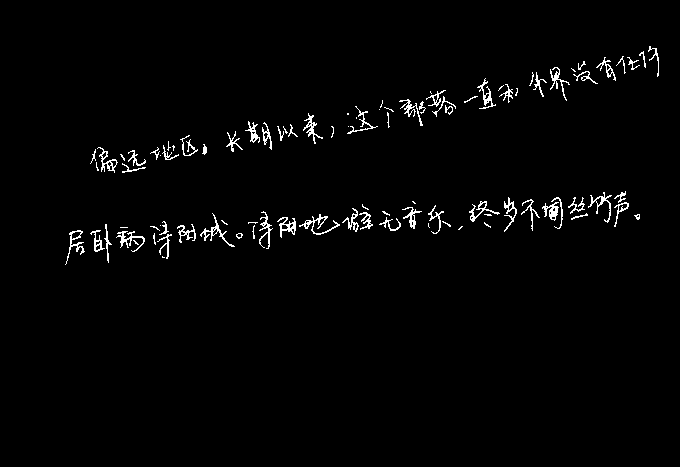 偏远地区。长期以来，这个部落一直和外界没有任何
居卧病浔阳城。浔阳地僻无音乐，终岁不闻丝竹声。